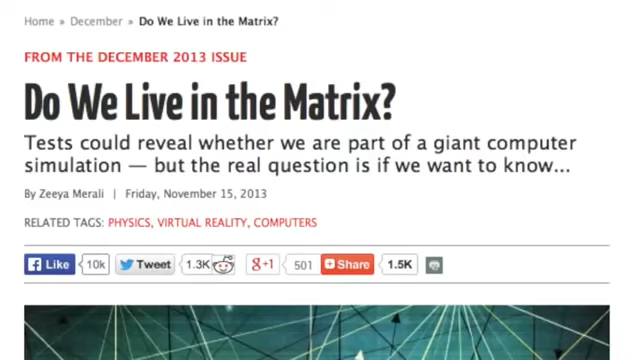 Home » December » Do We Live in the Matrix?
FROM THE DECEMBER 2013 ISSUE
Do We Live in the Matrix?
Tests could reveal whether we are part of a giant computer
simulation — but the real question is if we want to know...
By Zeeya Merali | Friday, November 15, 2013
RELATED TAGS: PHYSICS, VIRTUAL REALITY, COMPUTERS
Like 10k Tweet 1.3K g+1 501 Share 1.5K